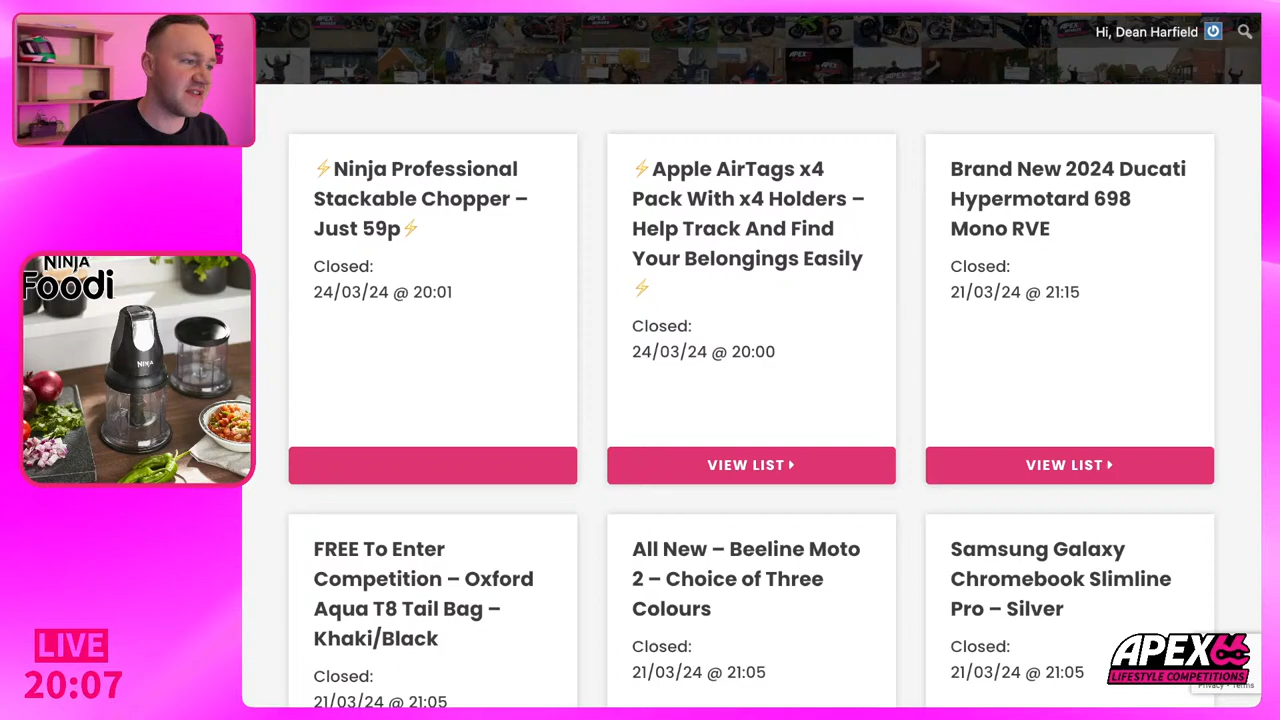 Hi, Dean Harfield
⚡Ninja Professional
Stackable Chopper –
Just 59p⚡
Closed:
24/03/24 @ 20:01
⚡Apple AirTags x4
Pack With x4 Holders –
Help Track And Find
Your Belongings Easily
⚡
Closed:
24/03/24 @ 20:00
VIEW LIST
Brand New 2024 Ducati
Hypermotard 698
Mono RVE
Closed:
21/03/24 @ 21:15
VIEW LIST
NINJA
Foodi
NINJA
FREE To Enter
Competition – Oxford
Aqua T8 Tail Bag –
Khaki/Black
Closed:
21/03/24 @ 21:05
All New – Beeline Moto
2 – Choice of Three
Colours
Closed:
21/03/24 @ 21:05
Samsung Galaxy
Chromebook Slimline
Pro – Silver
Closed:
21/03/24 @ 21:05
LIVE
20:07
APEX66
LIFESTYLE COMPETITIONS
Privacy - Terms